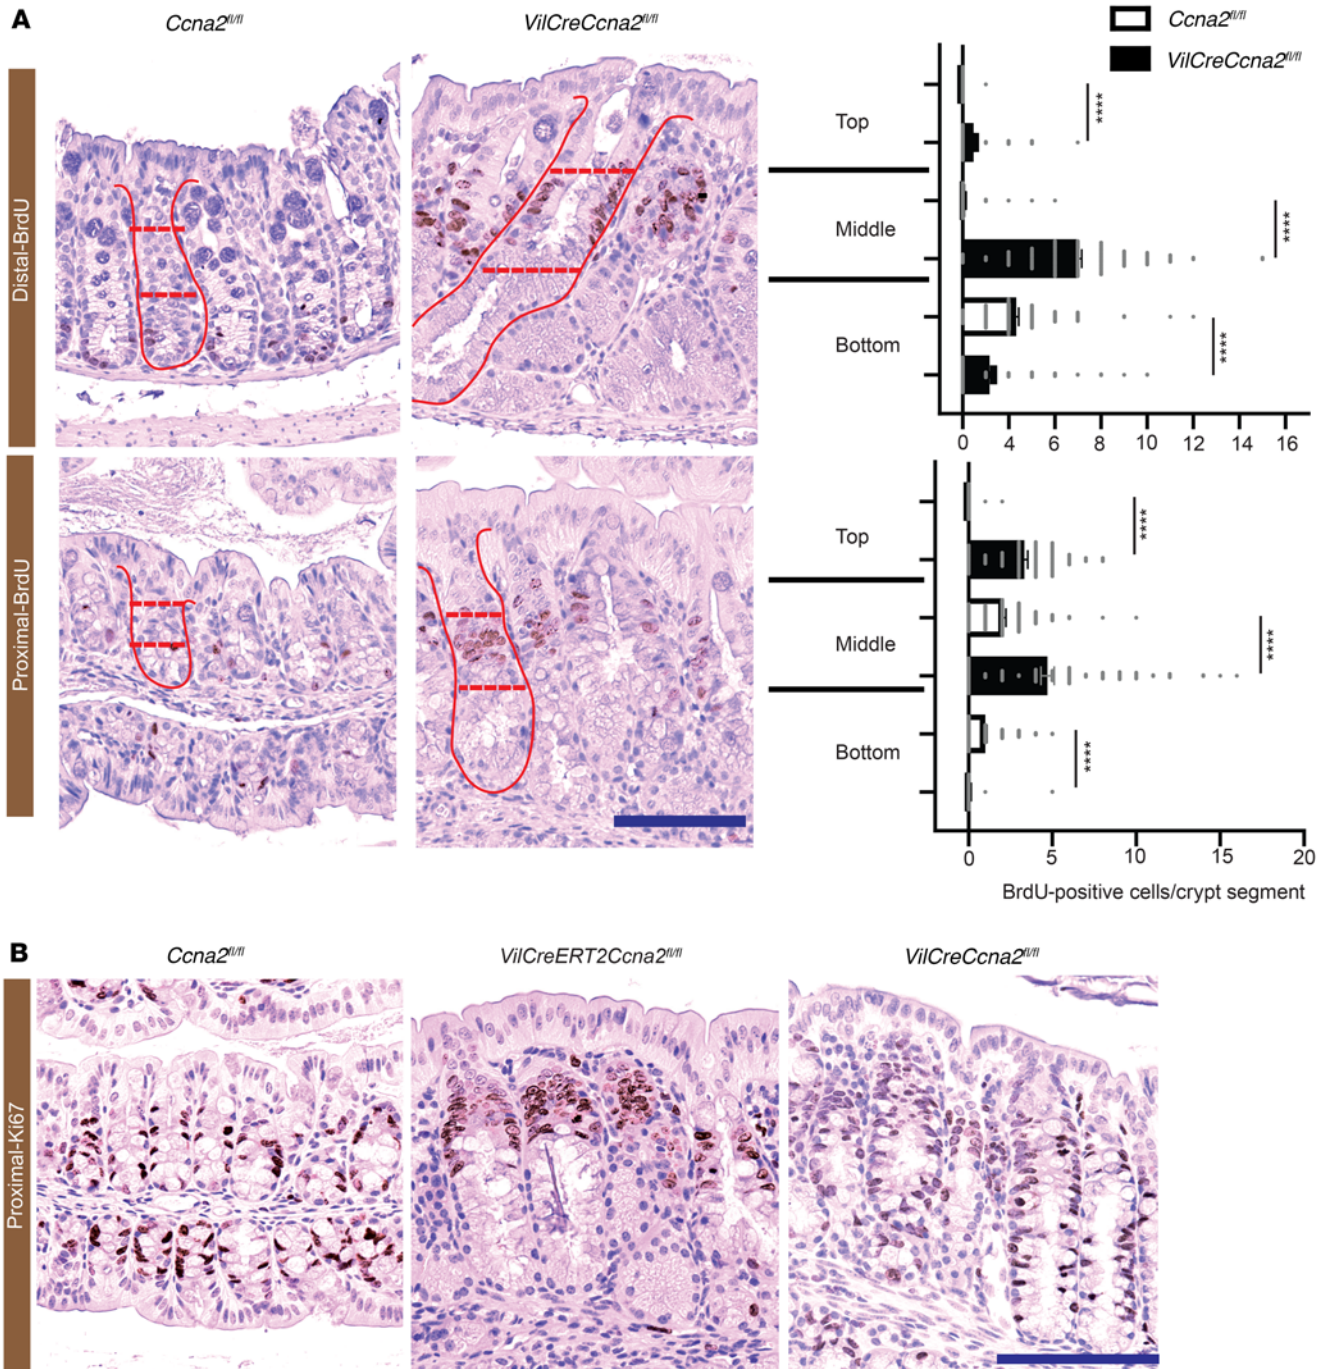 A
Ccna2fl/fl
VilCreCcna2fl/fl
Ccna2fl/fl
VilCreCcna2fl/fl
Distal-BrdU
Top
****
Middle
****
Bottom
****
0 4 6 8 10 12 14 16
Proximal-BrdU
Top
****
Middle
****
Bottom
****
0 5 10 15 20
BrdU-positive cells/crypt segment
B
Ccna2fl/fl
VilCreERT2Ccna2fl/fl
VilCreCcna2fl/fl
Proximal-Ki67